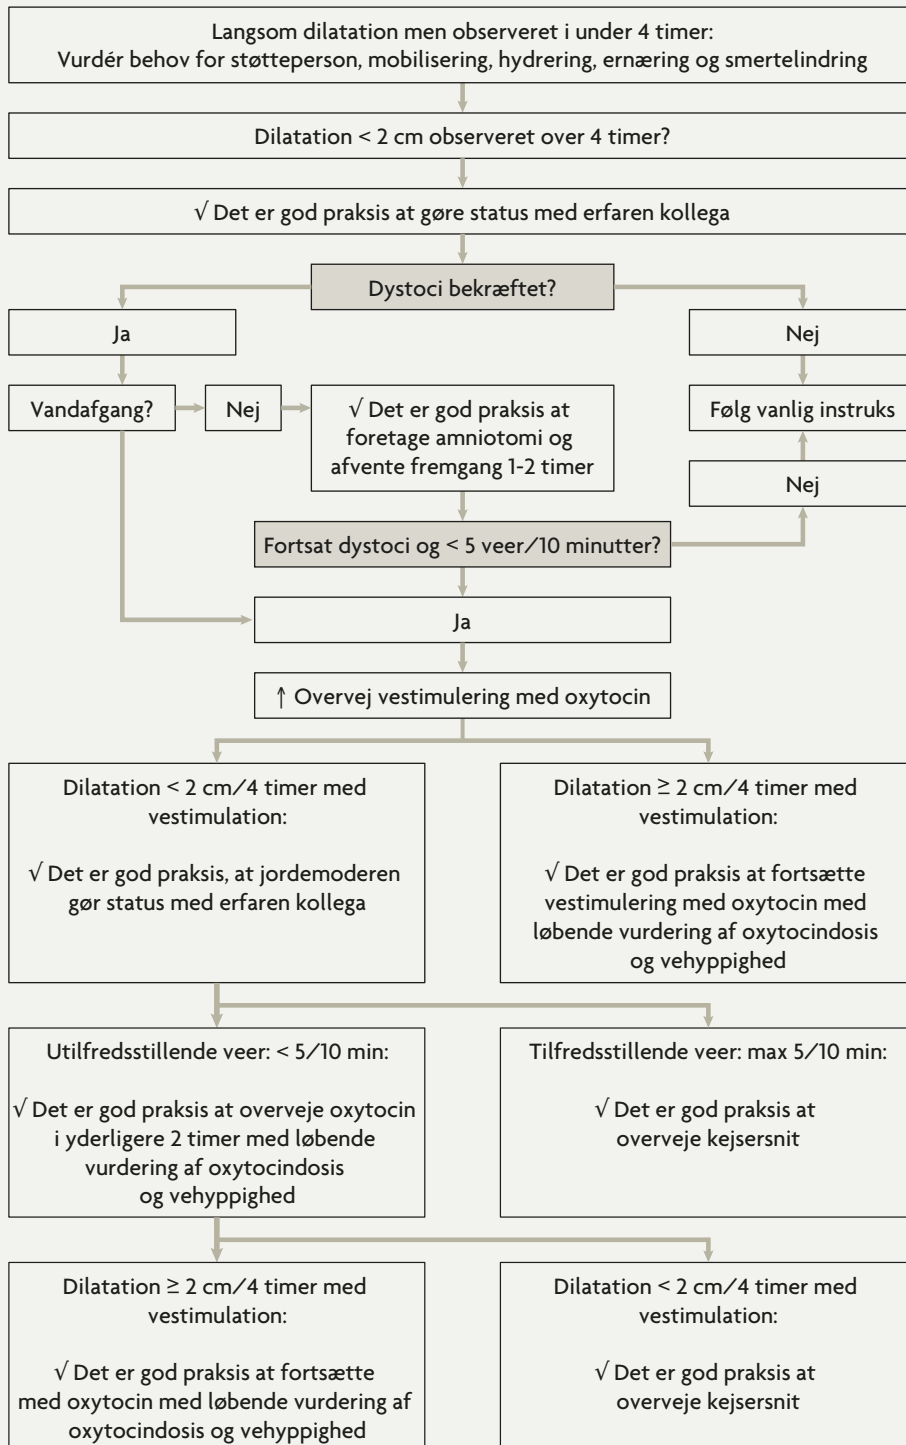 Langsom dilatation men observeret i under 4 timer:
Vurdér behov for støtteperson, mobilisering, hydrering, ernæring og smertelindring
Dilatation < 2 cm observeret over 4 timer?
√ Det er god praksis at gøre status med erfaren kollega
Dystoci bekræftet?
Ja
Nej
Vandafgang?
Nej
√ Det er god praksis at
foretage amniotomi og
afvente fremgang 1-2 timer
Følg vanlig instruks
Nej
Fortsat dystoci og < 5 veer/10 minutter?
Ja
↑ Overvej vestimulering med oxytocin
Dilatation < 2 cm/4 timer med
vestimulation:
√ Det er god praksis, at jordemoderen
gør status med erfaren kollega
Dilatation ≥ 2 cm/4 timer med
vestimulation:
√ Det er god praksis at fortsætte
vestimulering med oxytocin med
løbende vurdering af oxytocindosis
og vehyppighed
Utilfredsstillende veer: < 5/10 min:
√ Det er god praksis at overveje oxytocin
i yderligere 2 timer med løbende
vurdering af oxytocindosis
og vehyppighed
Tilfredsstillende veer: max 5/10 min:
√ Det er god praksis at
overveje kejsersnit
Dilatation ≥ 2 cm/4 timer med
vestimulation:
√ Det er god praksis at fortsætte
med oxytocin med løbende vurdering af
oxytocindosis og vehyppighed
Dilatation < 2 cm/4 timer med
vestimulation:
√ Det er god praksis at
overveje kejsersnit